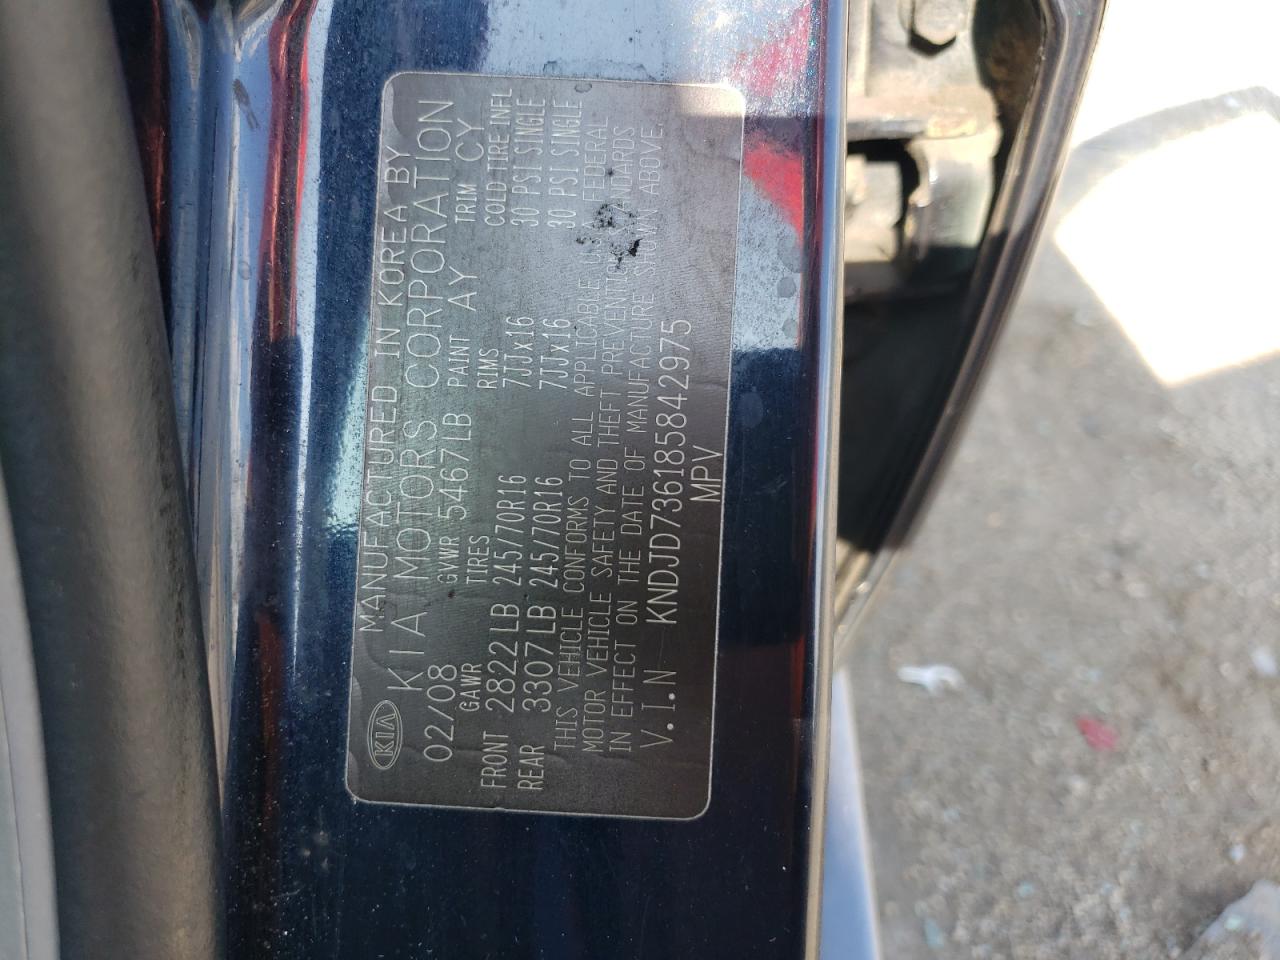 KIA MANUFACTURED IN KOREA BY
KIA MOTORS CORPORATION
02/08 GVWR 5467LB PAINT AY TRIM CY
GAWR TIRES RIMS COLD TIRE INFL
FRONT 2822LB 245/70R16 7JJx16 30 PSI SINGLE
REAR 3307LB 245/70R16 7JJx16 30 PSI SINGLE
THIS VEHICLE CONFORMS TO ALL APPLICABLE U.S.A. FEDERAL
MOTOR VEHICLE SAFETY AND THEFT PREVENTION STANDARDS
IN EFFECT ON THE DATE OF MANUFACTURE SHOWN ABOVE.
V.I.N KNDJD736185842975
MPV